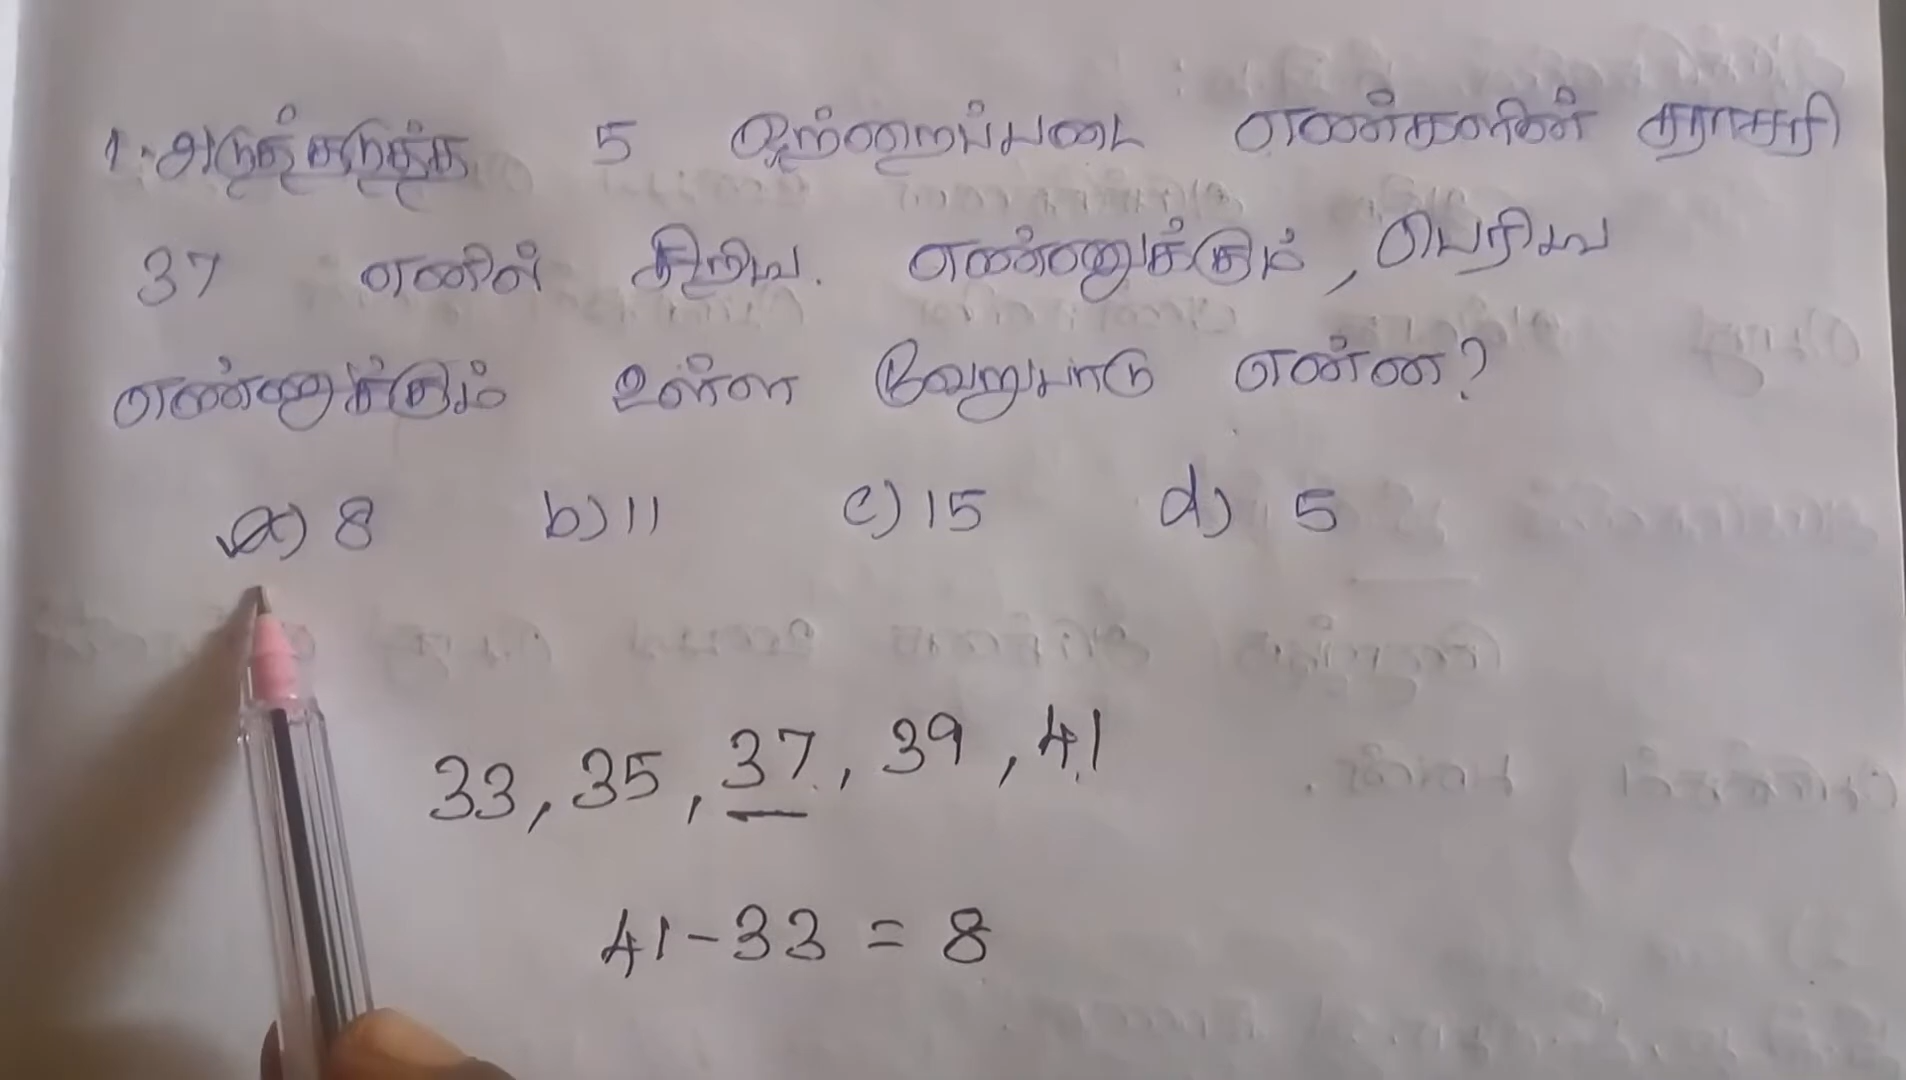 1. அடுத்தடுத்த 5 ஒற்றைப்படை எண்களின் சராசரி
37 எனில் சிறிய எண்ணுக்கும், பெரிய
எண்ணுக்கும் உள்ள வேறுபாடு என்ன?
a) 8 b) 11 c) 15 d) 5
33, 35, 37, 39, 41
41 - 33 = 8